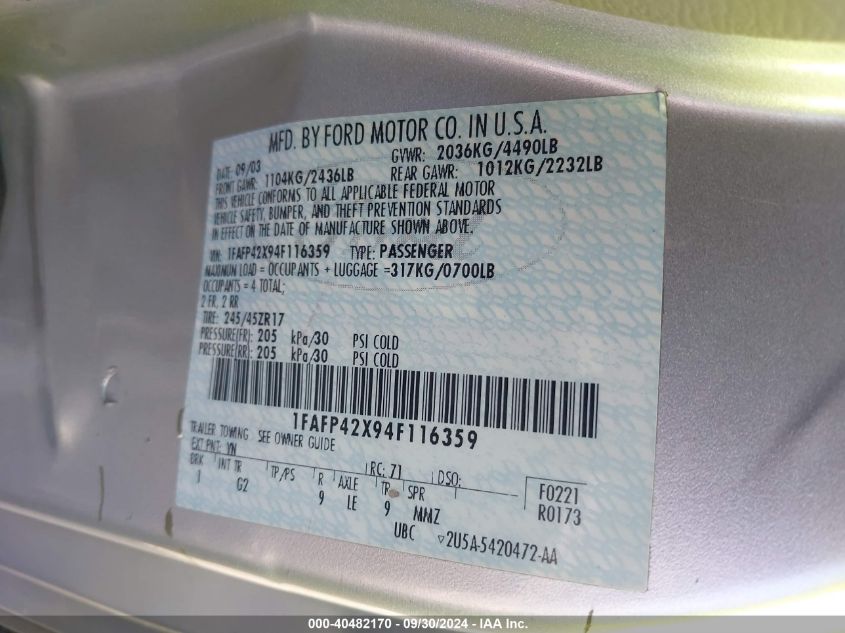 MFD. BY FORD MOTOR CO. IN U.S.A.
DATE: 09/03 GVWR: 2036KG/4490LB
FRONT GAWR: 1104KG/2436LB REAR GAWR: 1012KG/2232LB
THIS VEHICLE CONFORMS TO ALL APPLICABLE FEDERAL MOTOR
VEHICLE SAFETY, BUMPER, AND THEFT PREVENTION STANDARDS
IN EFFECT ON THE DATE OF MANUFACTURE SHOWN ABOVE.
VIN: 1FAFP42X94F116359 TYPE: PASSENGER
MAXIMUM LOAD = OCCUPANTS + LUGGAGE =317KG/0700LB
OCCUPANTS = 4 TOTAL;
2 FR, 2 RR
TIRE: 245/45ZR17
PRESSURE(FR): 205 kPa/30 PSI COLD
PRESSURE(RR): 205 kPa/30 PSI COLD
1FAFP42X94F116359
TRAILER TOWING. SEE OWNER GUIDE
EXT PNT: YN RC: 71 DSO:
BRK INT TR TP/PS R AXLE TR SPR F0221
1 G2 9 LE 9 MMZ R0173
UBC ▽2U5A-5420472-AA
000-40482170 - 09/30/2024 - IAA Inc.